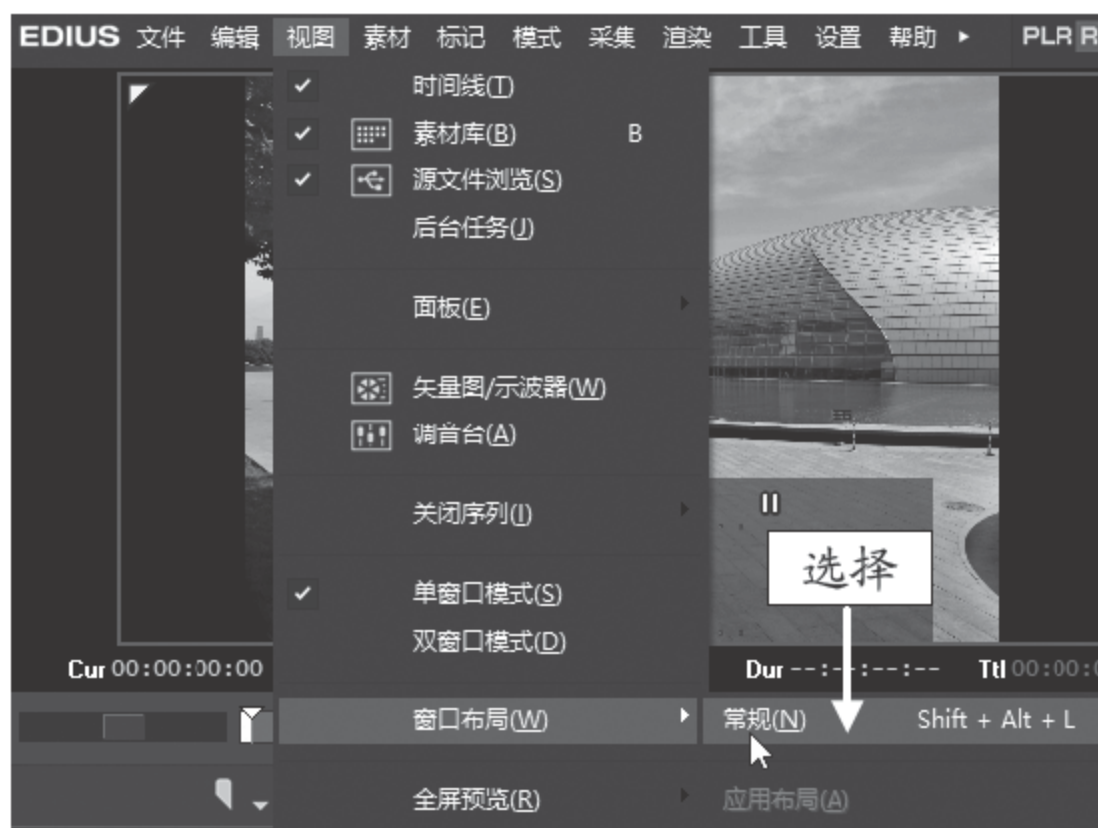 EDIUS 文件 编辑 视图 素材 标记 模式 采集 渲染 工具 设置 帮助 PLR
时间线(T)
素材库(B) B
源文件浏览(S)
后台任务(J)
面板(E)
矢量图/示波器(W)
调音台(A)
关闭序列(I)
选择
单窗口模式(S)
双窗口模式(D)
Cur 00:00:00:00 Dur --:--:--:-- Ttl 00:00:
窗口布局(W) 常规(N) Shift + Alt + L
全屏预览(R) 应用布局(A)